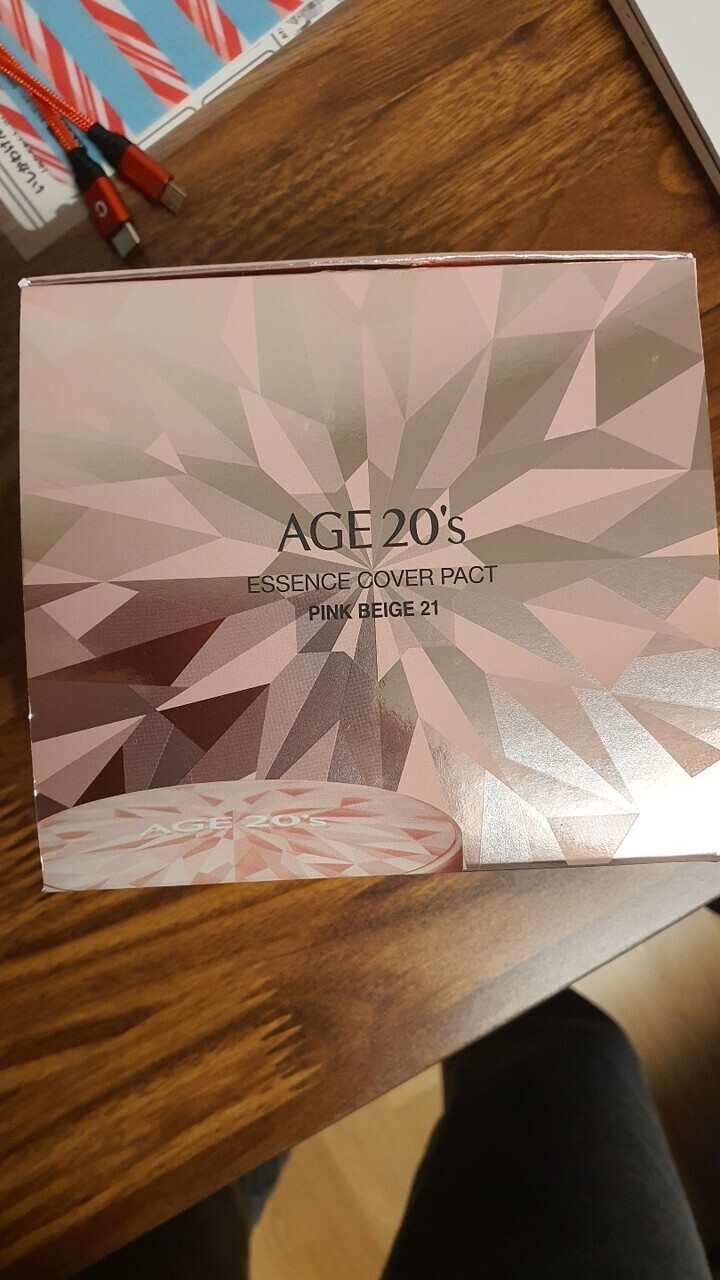 AGE 20's
ESSENCE COVER PACT
PINK BEIGE 21
AGE 20's